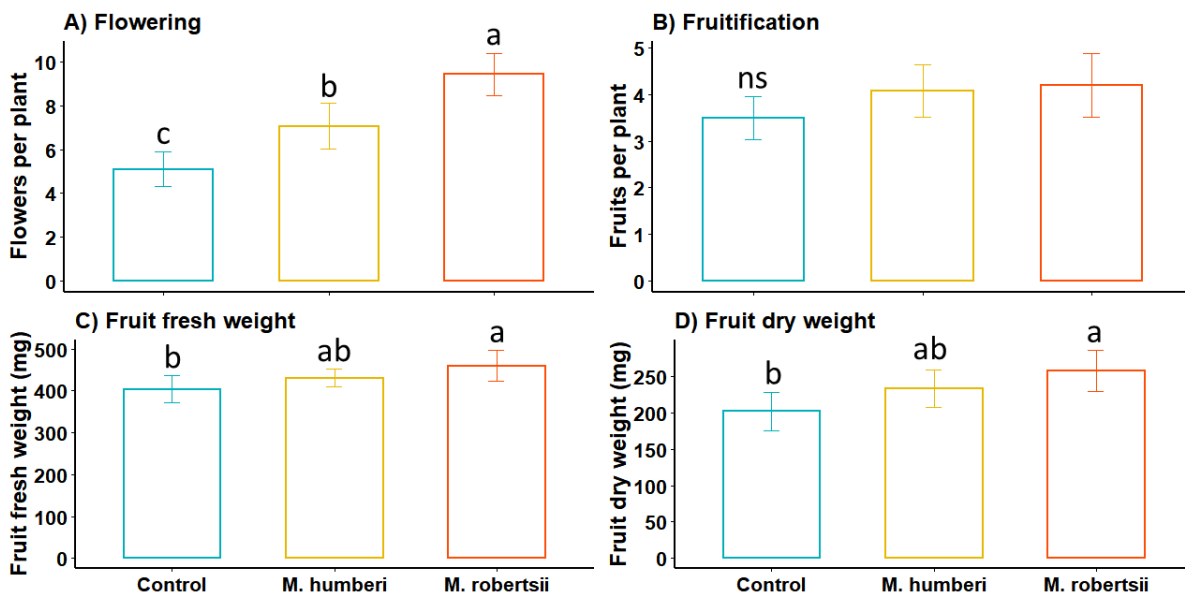 A) Flowering
Flowers per plant
10
8
6
4
2
0
c
b
a
B) Fruitification
Fruits per plant
5
4
3
2
1
0
ns
C) Fruit fresh weight
Fruit fresh weight (mg)
500
400
300
200
100
0
b
ab
a
Control
M. humberi
M. robertsii
D) Fruit dry weight
Fruit dry weight (mg)
250
200
150
100
50
0
b
ab
a
Control
M. humberi
M. robertsii